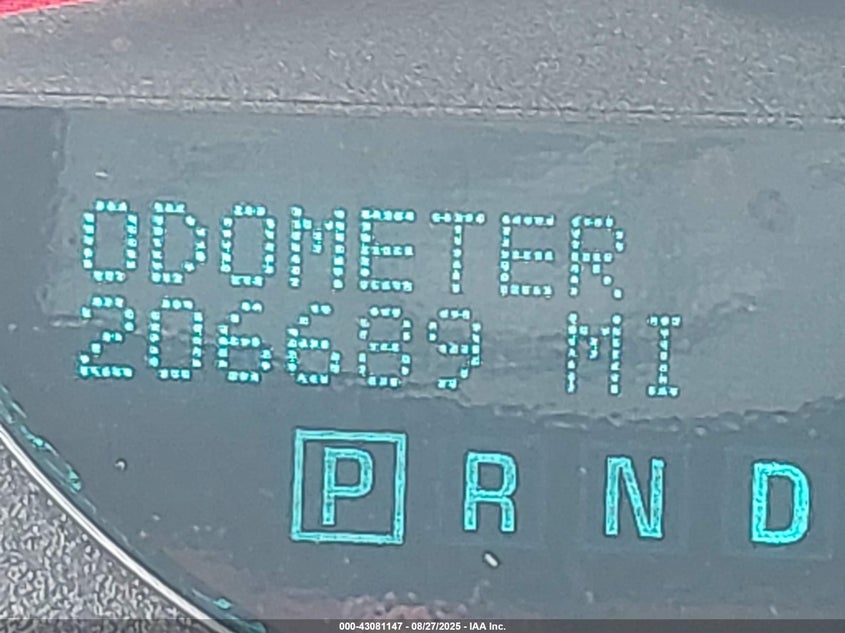 ODOMETER
206689 MI
P R N D
000-43081147 - 08/27/2025 - IAA Inc.